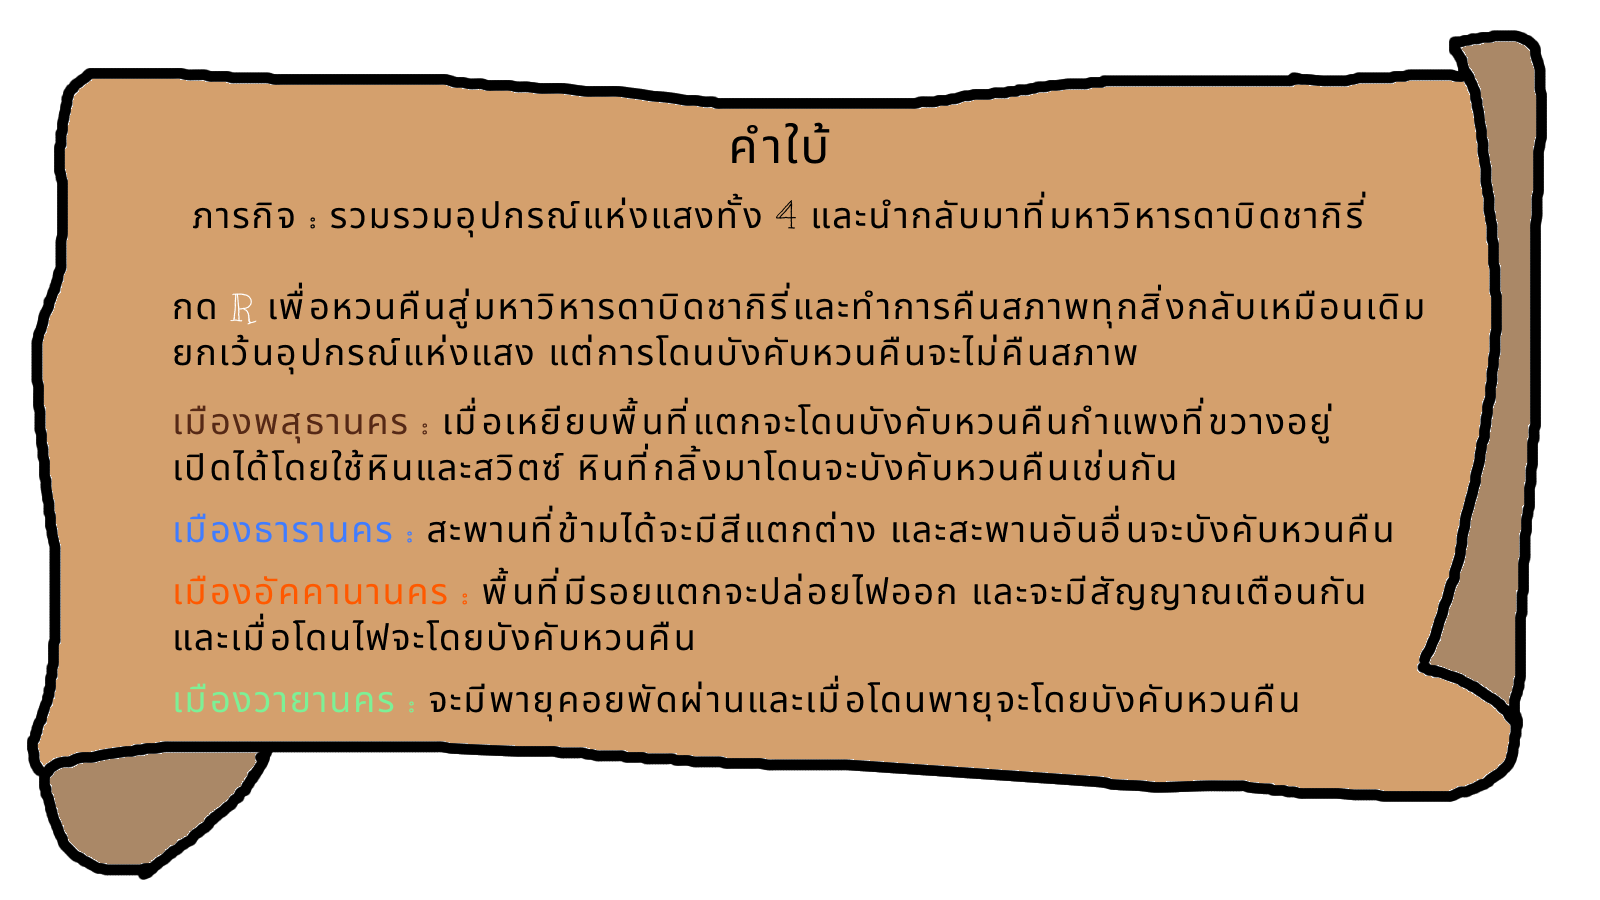 คำใบ้
ภารกิจ : รวมรวมอุปกรณ์แห่งแสงทั้ง 4 และนำกลับมาที่มหาวิหารดาบิดชากิรี่
กด R เพื่อหวนคืนสู่มหาวิหารดาบิดชากิรี่และทำการคืนสภาพทุกสิ่งกลับเหมือนเดิม
ยกเว้นอุปกรณ์แห่งแสง แต่การโดนบังคับหวนคืนจะไม่คืนสภาพ
เมืองพสุธานคร : เมื่อเหยียบพื้นที่แตกจะโดนบังคับหวนคืนกำแพงที่ขวางอยู่
เปิดได้โดยใช้หินและสวิตซ์ หินที่กลิ้งมาโดนจะบังคับหวนคืนเช่นกัน
เมืองธารานคร : สะพานที่ข้ามได้จะมีสีแตกต่าง และสะพานอันอื่นจะบังคับหวนคืน
เมืองอัคคานานคร : พื้นที่มีรอยแตกจะปล่อยไฟออก และจะมีสัญญาณเตือนกัน
และเมื่อโดนไฟจะโดยบังคับหวนคืน
เมืองวายานคร : จะมีพายุคอยพัดผ่านและเมื่อโดนพายุจะโดยบังคับหวนคืน